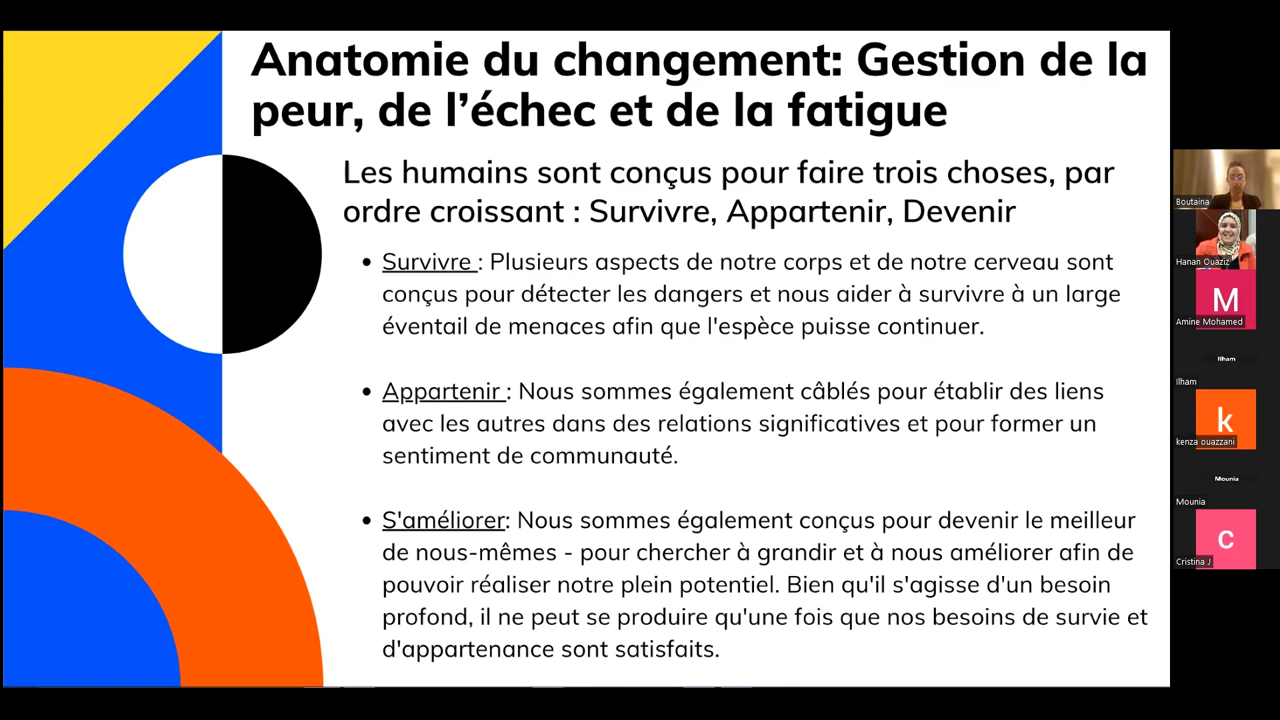 Anatomie du changement: Gestion de la
peur, de l’échec et de la fatigue
Les humains sont conçus pour faire trois choses, par
ordre croissant : Survivre, Appartenir, Devenir
• Survivre : Plusieurs aspects de notre corps et de notre cerveau sont
conçus pour détecter les dangers et nous aider à survivre à un large
éventail de menaces afin que l'espèce puisse continuer.
• Appartenir : Nous sommes également câblés pour établir des liens
avec les autres dans des relations significatives et pour former un
sentiment de communauté.
• S'améliorer: Nous sommes également conçus pour devenir le meilleur
de nous-mêmes - pour chercher à grandir et à nous améliorer afin de
pouvoir réaliser notre plein potentiel. Bien qu'il s'agisse d'un besoin
profond, il ne peut se produire qu'une fois que nos besoins de survie et
d'appartenance sont satisfaits.
Boutaina
Hanan Ouaziz
M
Amine Mohamed
Ilham
Ilham
k
kenza ouazzani
Mounia
Mounia
C
Cristina J